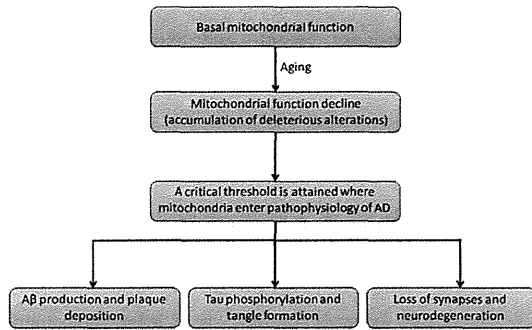 Basal mitochondrial function
Aging
Mitochondrial function decline
(accumulation of deleterious alterations)
A critical threshold is attained where
mitochondria enter pathophysiology of AD
Aβ production and plaque
deposition
Tau phosphorylation and
tangle formation
Loss of synapses and
neurodegeneration